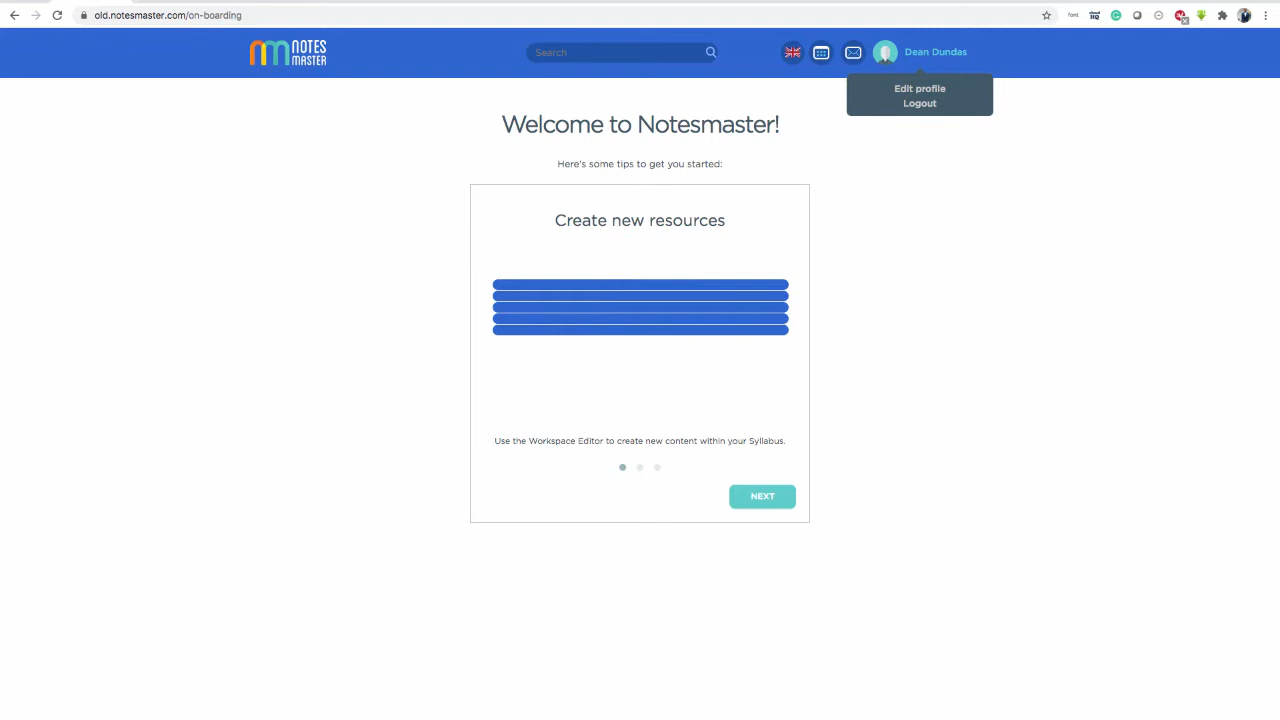 old.notesmaster.com/on-boarding
NOTES
MASTER
Search
Dean Dundas
Edit profile
Logout
Welcome to Notesmaster!
Here's some tips to get you started:
Create new resources
Use the Workspace Editor to create new content within your Syllabus.
NEXT